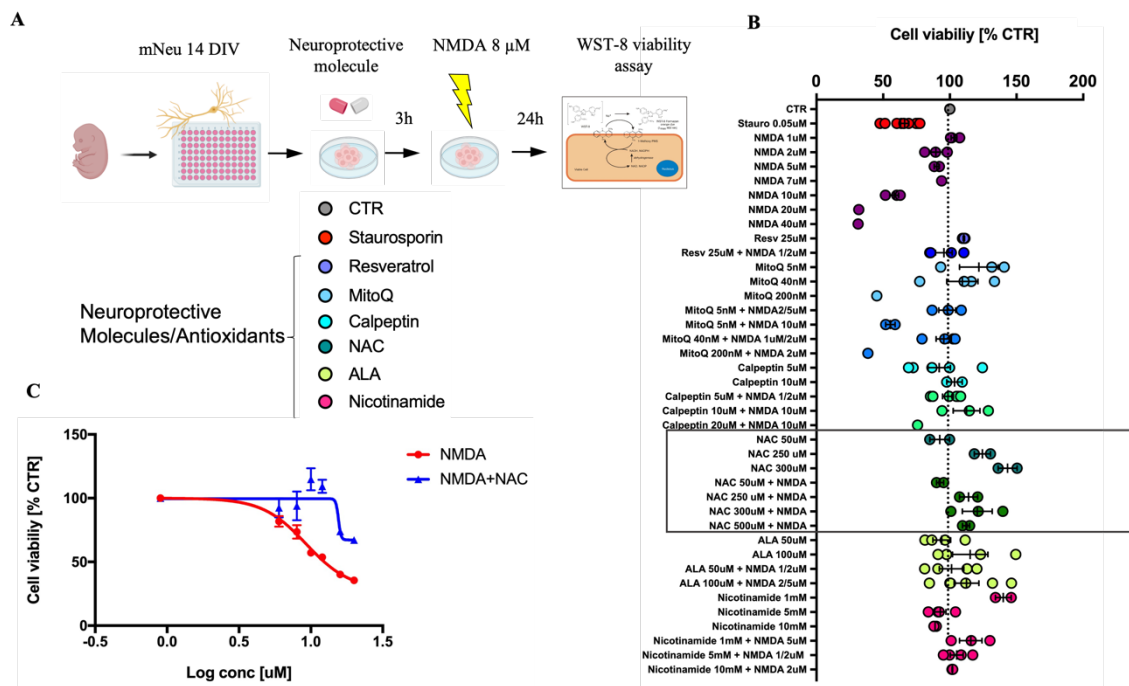 A
mNeu 14 DIV
Neuroprotective
molecule
NMDA 8 µM
WST-8 viability
assay
3h
24h
CTR
Staurosporin
Resveratrol
MitoQ
Calpeptin
NAC
ALA
Nicotinamide
Neuroprotective
Molecules/Antioxidants
B
Cell viabiliy [% CTR]
0 50 100 150 200
CTR
Stauro 0.05uM
NMDA 1uM
NMDA 2uM
NMDA 5uM
NMDA 7uM
NMDA 10uM
NMDA 20uM
NMDA 40uM
Resv 25uM
Resv 25uM + NMDA 1/2uM
MitoQ 5nM
MitoQ 40nM
MitoQ 200nM
MitoQ 5nM + NMDA2/5uM
MitoQ 5nM + NMDA 10uM
MitoQ 40nM + NMDA 1uM/2uM
MitoQ 200nM + NMDA 2uM
Calpeptin 5uM
Calpeptin 10uM
Calpeptin 5uM + NMDA 1/2uM
Calpeptin 10uM + NMDA 10uM
Calpeptin 20uM + NMDA 10uM
NAC 50uM
NAC 250 uM
NAC 300uM
NAC 50uM + NMDA
NAC 250 uM + NMDA
NAC 300uM + NMDA
NAC 500uM + NMDA
ALA 50uM
ALA 100uM
ALA 50uM + NMDA 1/2uM
ALA 100uM + NMDA 2/5uM
Nicotinamide 1mM
Nicotinamide 5mM
Nicotinamide 10mM
Nicotinamide 1mM + NMDA 5uM
Nicotinamide 5mM + NMDA 1/2uM
Nicotinamide 10mM + NMDA 2uM
C
Cell viabiliy [% CTR]
150
100
50
0
-0.5 0.0 0.5 1.0 1.5
Log conc [uM]
NMDA
NMDA+NAC